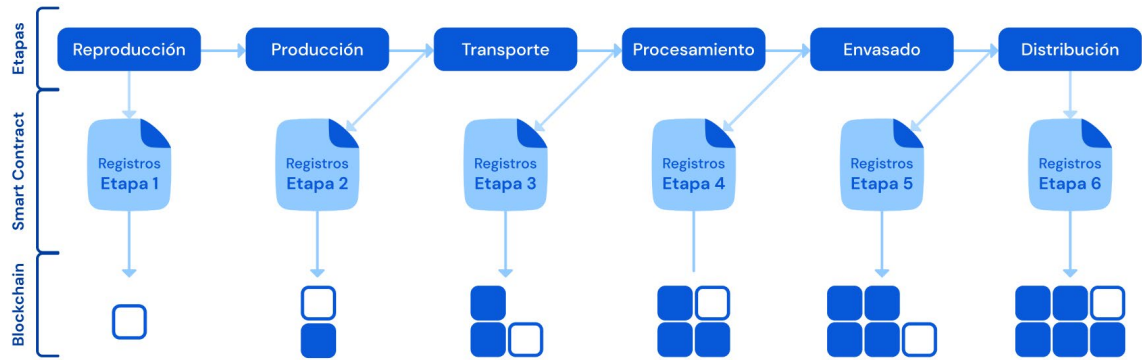 Etapas
Reproducción
Producción
Transporte
Procesamiento
Envasado
Distribución
Smart Contract
Registros
Etapa 1
Registros
Etapa 2
Registros
Etapa 3
Registros
Etapa 4
Registros
Etapa 5
Registros
Etapa 6
Blockchain